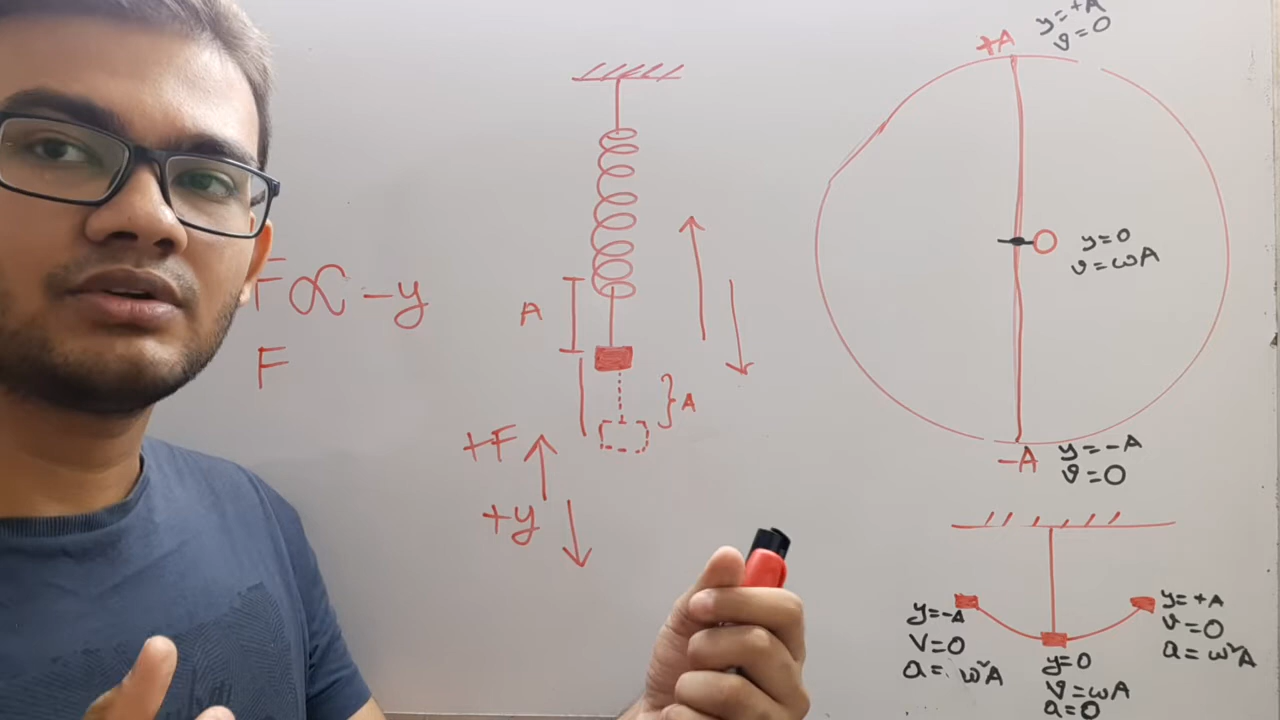 F ∝ -y
F
A
A
+F
+y
+A
y=+A
v=0
O
y=0
v=ωA
-A
y=-A
v=0
y=-A
V=0
a=-ω²A
y=0
v=ωA
a=0
y=+A
v=0
a=ω²A